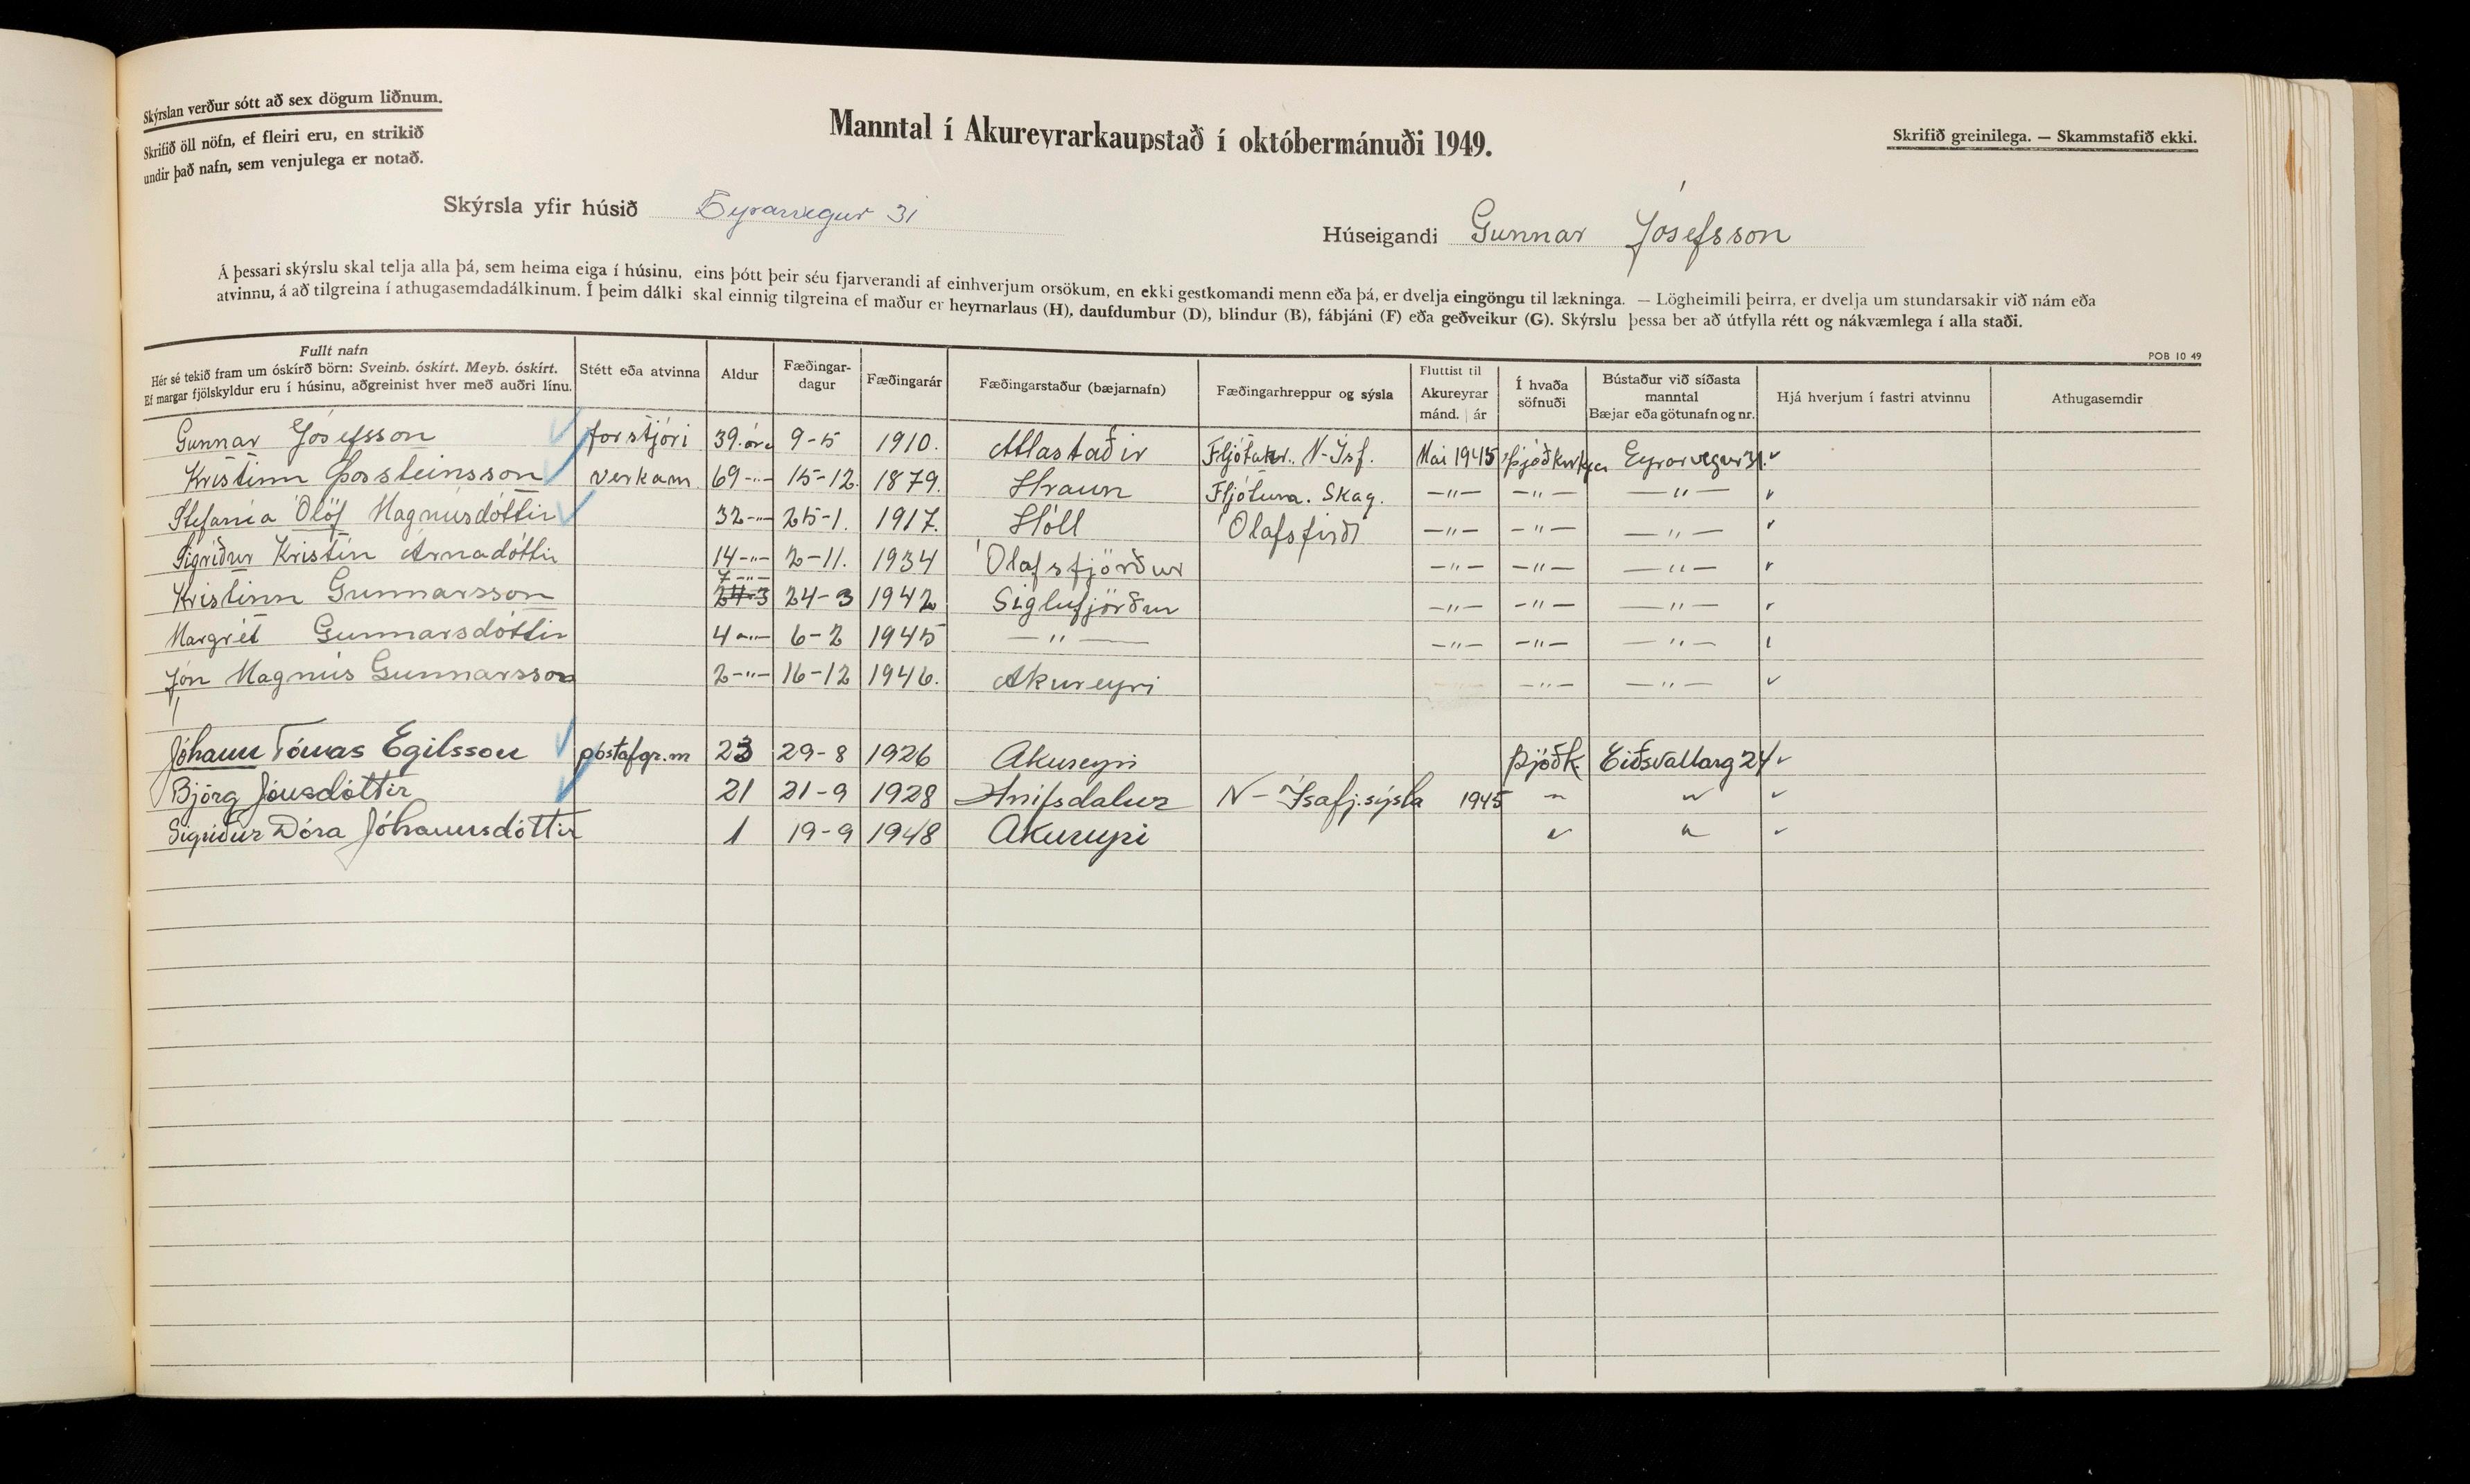 Skýrslan verður sótt að sex dögum liðnum.
Skrifið öll nöfn, ef fleiri eru, en strikið
undir það nafn, sem venjulega er notað.
Manntal í Akureyrarkaupstað í októbermánuði 1949.
Skrifið greinilega. — Skammstafið ekki.
Skýrsla yfir húsið Eyrarvegur 31
Húseigandi Gunnar Jósefsson
Á þessari skýrslu skal telja alla þá, sem heima eiga í húsinu, eins þótt þeir séu fjarverandi af einhverjum orsökum, en ekki gestkomandi menn eða þá, er dvelja eingöngu til lækninga. — Lögheimili þeirra, er dvelja um stundarsakir við nám eða
atvinnu, á að tilgreina í athugasemdadálkinum. Í þeim dálki skal einnig tilgreina ef maður er heyrnarlaus (H), daufdumbur (D), blindur (B), fábjáni (F) eða geðveikur (G). Skýrslu þessa ber að útfylla rétt og nákvæmlega í alla staði.
POB 10 49
Fullt nafn
Hér sé tekið fram um óskírð börn: Sveinb. óskírt. Meyb. óskírt.
Ef margar fjölskyldur eru í húsinu, aðgreinist hver með auðri línu.
Stétt eða atvinna
Aldur
Fæðingar-
dagur
Fæðingarár
Fæðingarstaður (bæjarnafn)
Fæðingarhreppur og sýsla
Fluttist til
Akureyrar
mánd. | ár
Í hvaða
söfnuði
Bústaður við síðasta
manntal
Bæjar eða götunafn og nr.
Hjá hverjum í fastri atvinnu
Athugasemdir
Gunnar Jósefsson forstjóri 39 ára 9-5 1910. Atlastaðir Fljótahr. N-Ísf. Mai 1945 Þjóðkirkjan Eyrarvegur 31.
Kristinn Þorsteinsson verkam. 69 -"- 15-12. 1879. Hraun Fljótum. Skag. -"- -"- -"-
Stefanía Ólöf Magnúsdóttir 32 -"- 25-1. 1917. Hóll Ólafsfirði -"- -"- -"-
Sigríður Kristín Árnadóttir 14 -"- 2-11. 1934 Ólafsfjörður -"- -"- -"-
Kristinn Gunnarsson 7 -"- 24-3 24-3 1942 Siglufjörður -"- -"- -"-
Margrét Gunnarsdóttir 4 -"- 6-2 1945 -"- -"- -"- -"-
Jón Magnús Gunnarsson 2 -"- 16-12 1946. Akureyri -"- -"-
Jóhann Tómas Egilsson póstafgr.m 23 29-8 1926 Akureyri Þjóðk. Eiðsvallag 24
Björg Jónsdóttir 21 21-9 1928 Hnífsdalur N-Ísafj.sýsla 1945 " "
Sigríður Dóra Jóhannsdóttir 1 19-9 1948 Akureyri " "